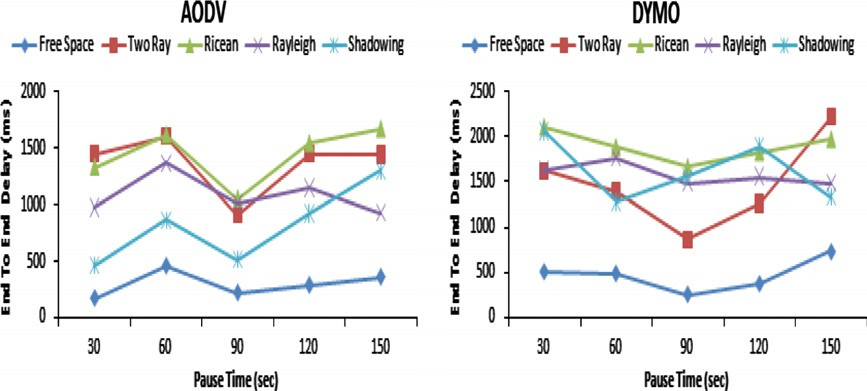 AODV
Free Space Two Ray Ricean Rayleigh Shadowing
End To End Delay (ms)
2000
1500
1000
500
0
30 60 90 120 150
Pause Time (sec)
DYMO
Free Space Two Ray Ricean Rayleigh Shadowing
End To End Delay (ms)
2500
2000
1500
1000
500
0
30 60 90 120 150
Pause Time (sec)